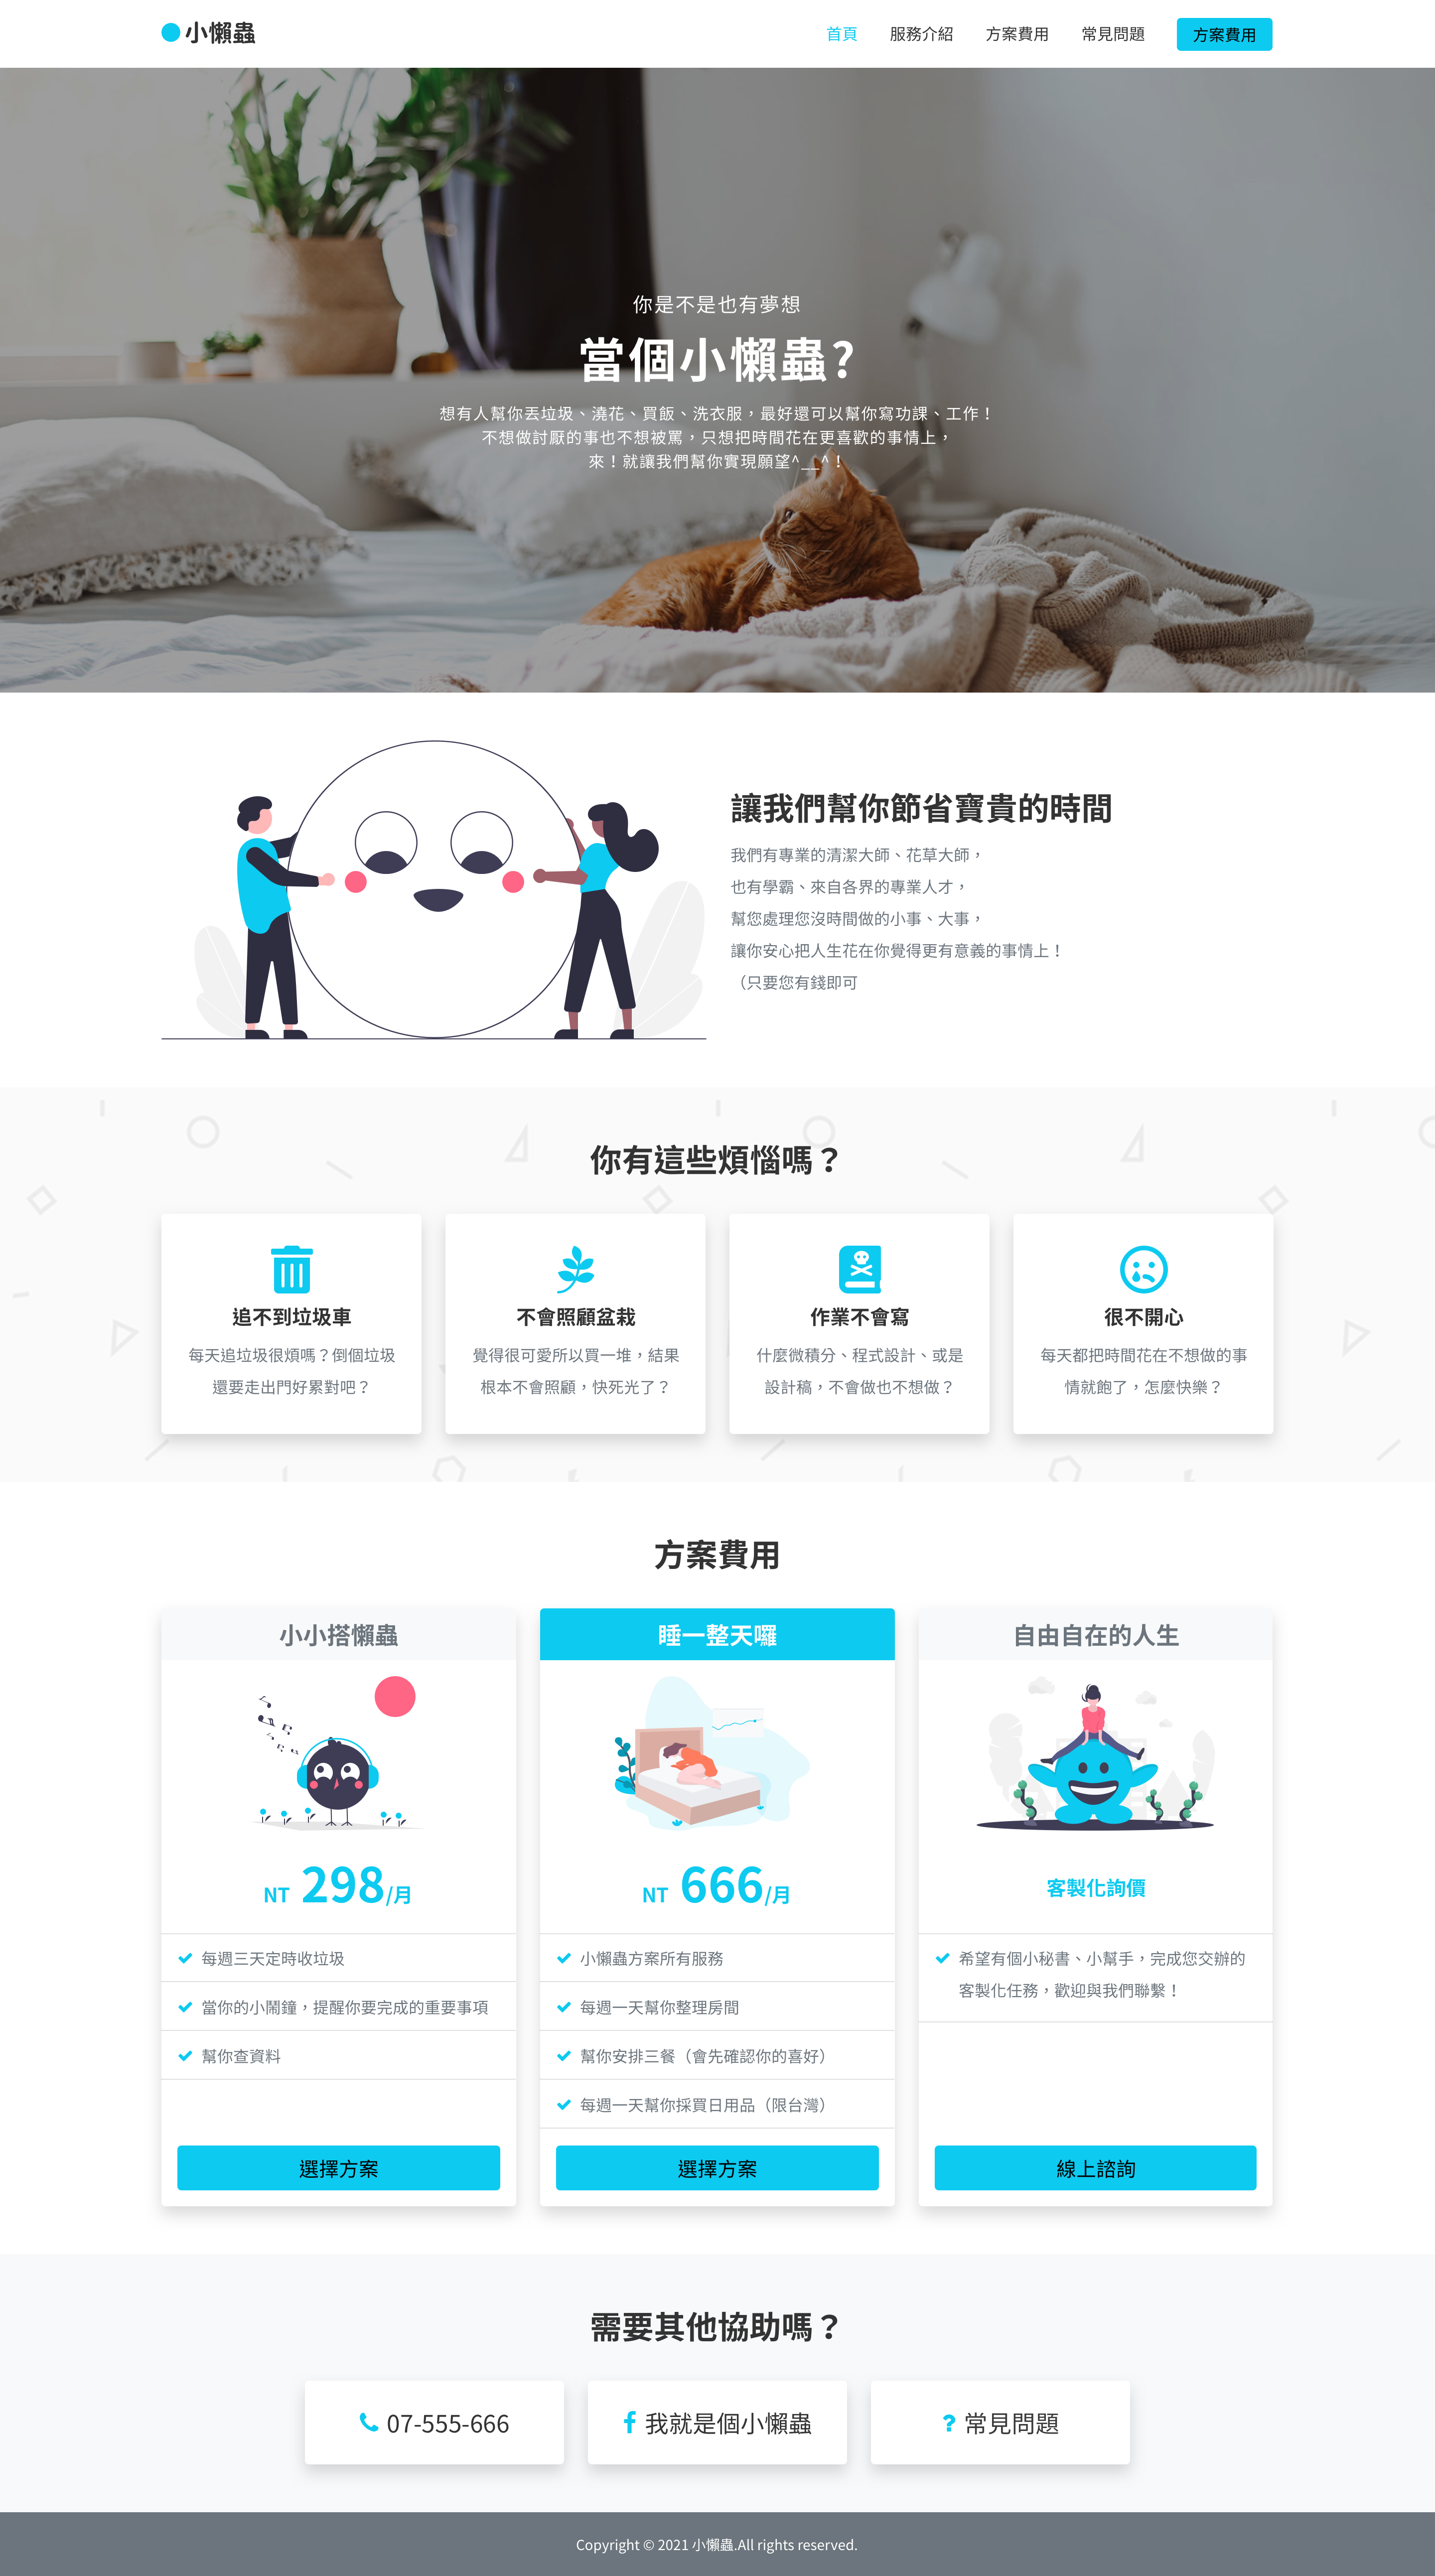 小懶蟲
首頁
服務介紹
方案費用
常見問題
方案費用
你是不是也有夢想
當個小懶蟲?
想有人幫你丟垃圾、澆花、買飯、洗衣服，最好還可以幫你寫功課、工作！
不想做討厭的事也不想被罵，只想把時間花在更喜歡的事情上，
來！就讓我們幫你實現願望^__^！
讓我們幫你節省寶貴的時間
我們有專業的清潔大師、花草大師，
也有學霸、來自各界的專業人才，
幫您處理您沒時間做的小事、大事，
讓你安心把人生花在你覺得更有意義的事情上！
（只要您有錢即可
你有這些煩惱嗎？
追不到垃圾車
每天追垃圾很煩嗎？倒個垃圾
還要走出門好累對吧？
不會照顧盆栽
覺得很可愛所以買一堆，結果
根本不會照顧，快死光了？
作業不會寫
什麼微積分、程式設計、或是
設計稿，不會做也不想做？
很不開心
每天都把時間花在不想做的事
情就飽了，怎麼快樂？
方案費用
小小搭懶蟲
NT 298/月
每週三天定時收垃圾
當你的小鬧鐘，提醒你要完成的重要事項
幫你查資料
選擇方案
睡一整天囉
NT 666/月
小懶蟲方案所有服務
每週一天幫你整理房間
幫你安排三餐（會先確認你的喜好）
每週一天幫你採買日用品（限台灣）
選擇方案
自由自在的人生
客製化詢價
希望有個小秘書、小幫手，完成您交辦的
客製化任務，歡迎與我們聯繫！
線上諮詢
需要其他協助嗎？
07-555-666
我就是個小懶蟲
常見問題
Copyright © 2021 小懶蟲.All rights reserved.